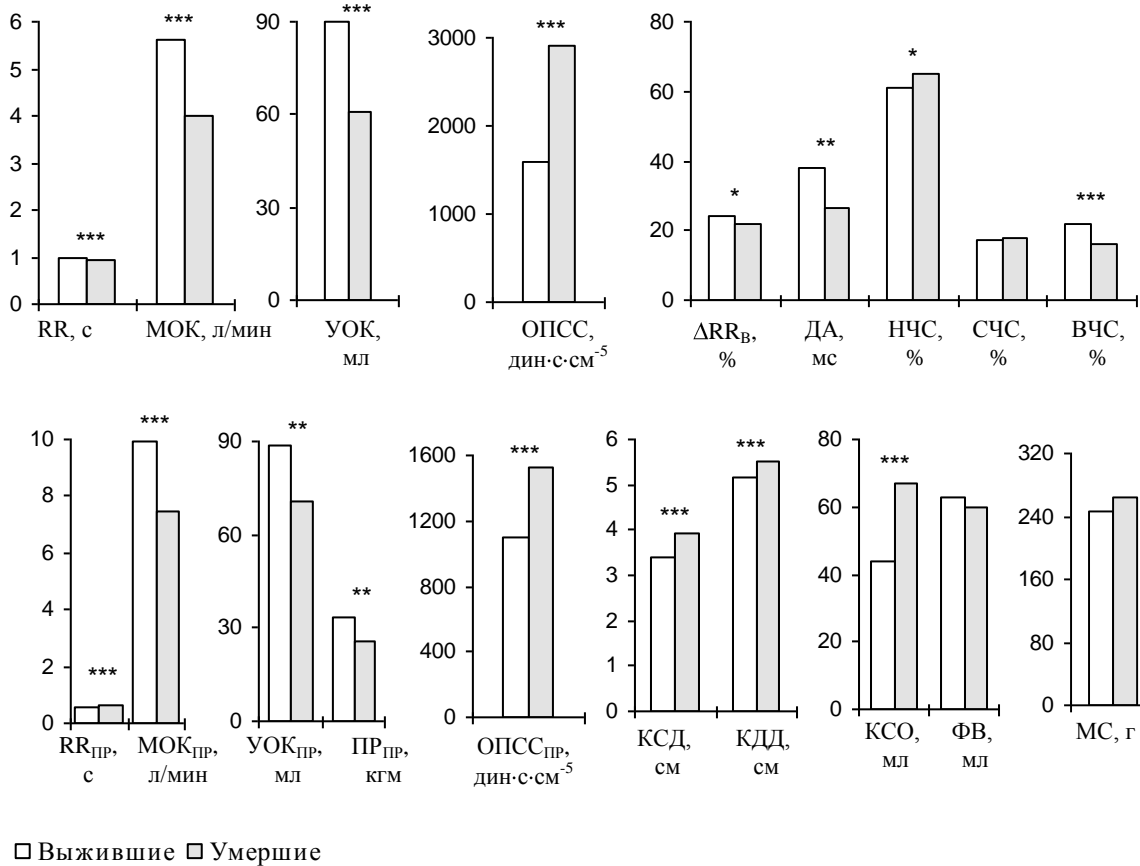 6
5
4
3
2
1
0
***
***
RR, с
МОК, л/мин
90
60
30
0
***
УОК,
мл
3000
2000
1000
0
***
ОПСС,
дин·с·см-5
80
60
40
20
0
*
**
*
***
ΔRRВ,
%
ДА,
мс
НЧС,
%
СЧС,
%
ВЧС,
%
10
8
6
4
2
0
***
***
RRПР,
с
МОКПР,
л/мин
90
60
30
0
**
**
УОКПР,
мл
ПРПР,
кгм
1600
1200
800
400
0
***
ОПССПР,
дин·с·см-5
6
5
4
3
2
1
0
***
***
КСД,
см
КДД,
см
80
60
40
20
0
***
КСО,
мл
ФВ,
мл
320
240
160
80
0
МС, г
Выжившие Умершие